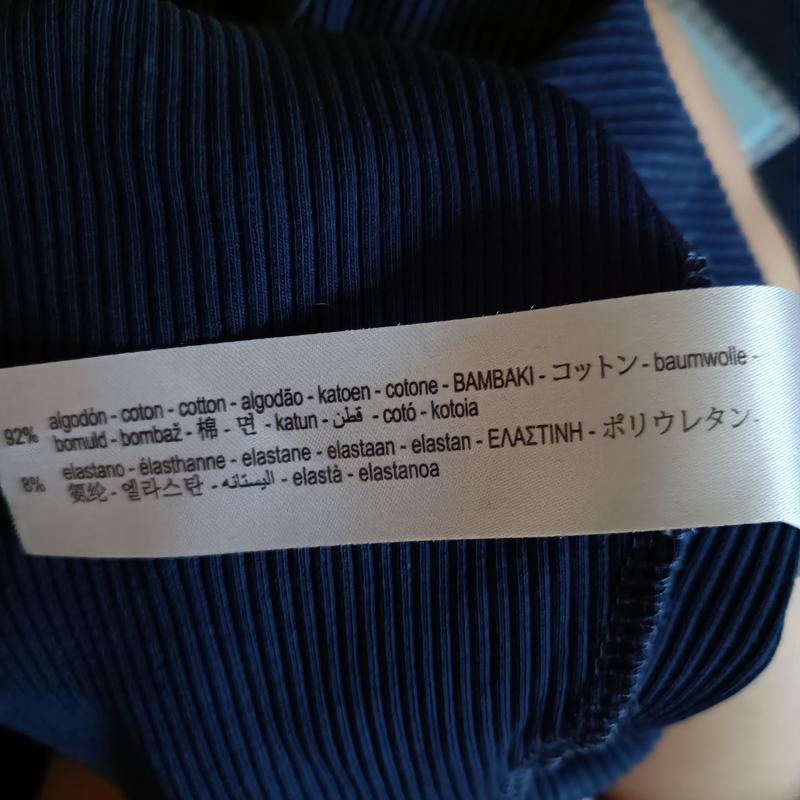 92% algodón - coton - cotton - algodão - katoen - cotone - BAMBAKI - コットン - baumwolle -
bomuld - bombaž - 棉 - 면 - katun - قطن - cotó - kotoia
8% elastano - élasthanne - elastane - elastaan - elastan - ΕΛΑΣΤΙΝΗ - ポリウレタン -
氨纶 - 엘라스탄 - اليستانه - elastà - elastanoa